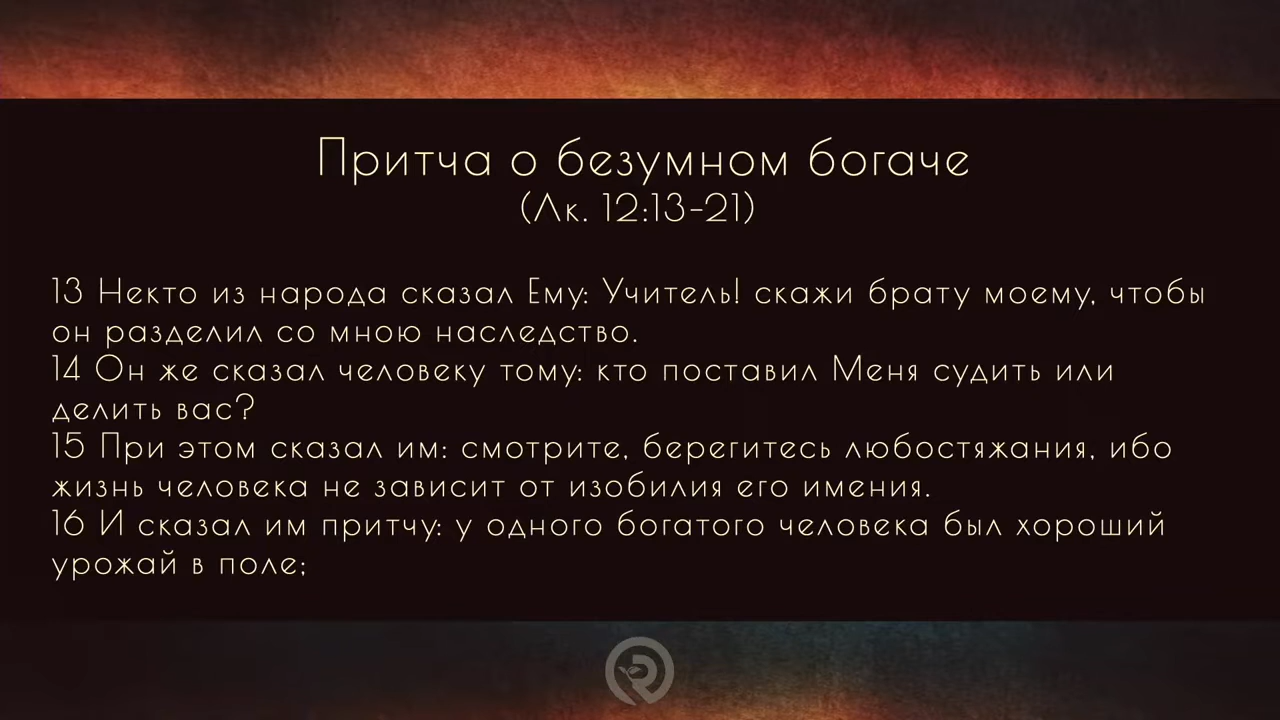 Притча о безумном богаче
(Лк. 12:13-21)
13 Некто из народа сказал Ему: Учитель! скажи брату моему, чтобы
он разделил со мною наследство.
14 Он же сказал человеку тому: кто поставил Меня судить или
делить вас?
15 При этом сказал им: смотрите, берегитесь любостяжания, ибо
жизнь человека не зависит от изобилия его имения.
16 И сказал им притчу: у одного богатого человека был хороший
урожай в поле;